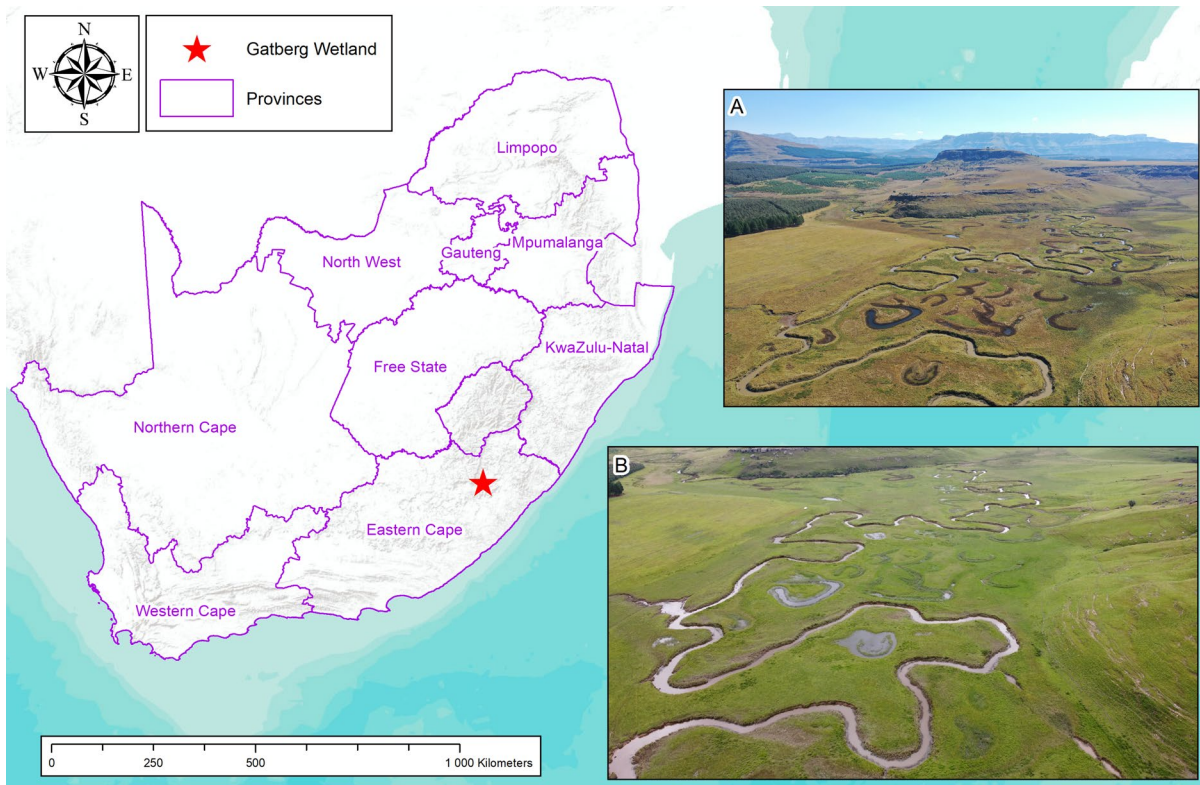 N
W E
S
Gatberg Wetland
Provinces
A
Limpopo
Mpumalanga
Gauteng
North West
KwaZulu-Natal
Free State
Northern Cape
B
Eastern Cape
Western Cape
0 250 500 1 000 Kilometers